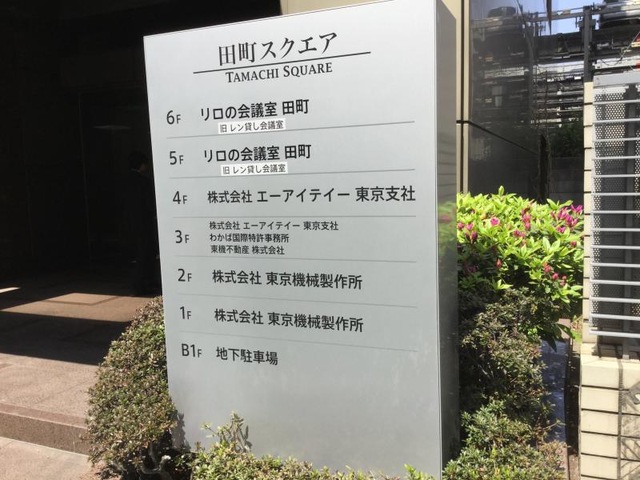 田町スクエア
TAMACHI SQUARE
6F リロの会議室 田町
旧 レン貸し会議室
5F リロの会議室 田町
旧 レン貸し会議室
4F 株式会社 エーアイテイー 東京支社
3F 株式会社 エーアイテイー 東京支社
わかば国際特許事務所
東機不動産 株式会社
2F 株式会社 東京機械製作所
1F 株式会社 東京機械製作所
B1F 地下駐車場